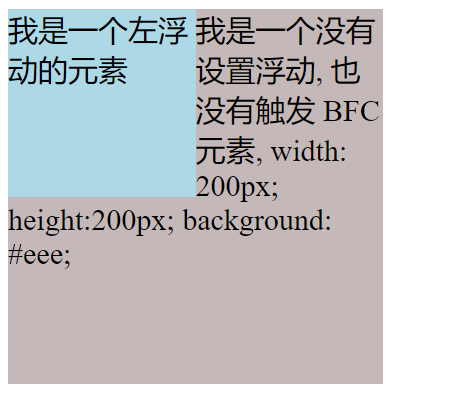 我是一个左浮
动的元素
我是一个没有
设置浮动, 也
没有触发 BFC
元素, width:
200px;
height:200px; background:
#eee;